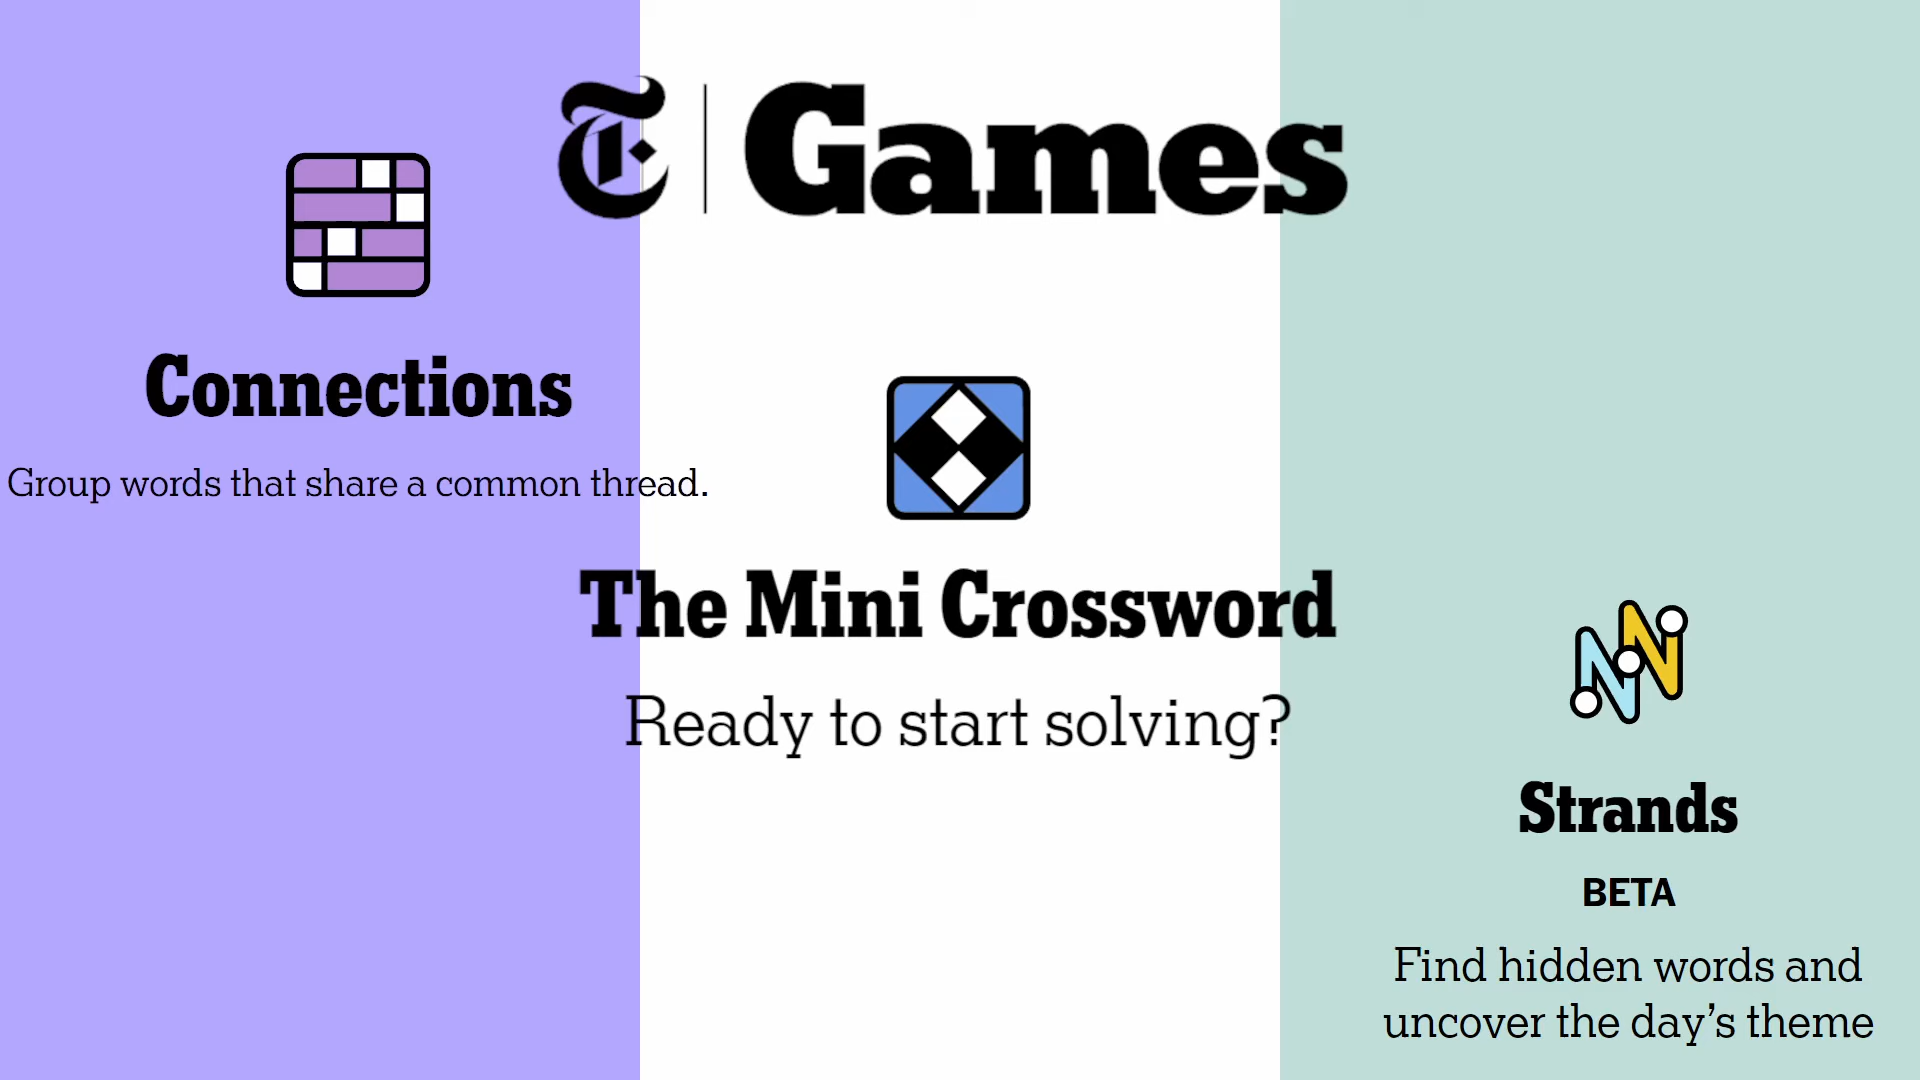 T Games
Connections
Group words that share a common thread.
The Mini Crossword
Ready to start solving?
Strands
BETA
Find hidden words and
uncover the day’s theme